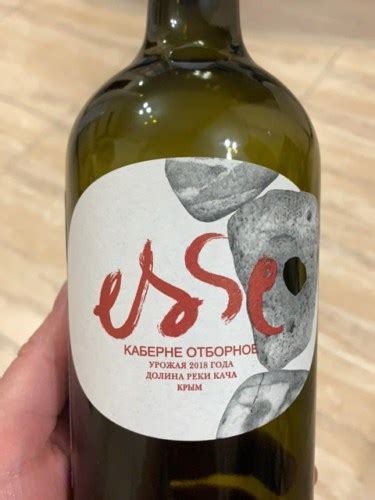 esse
КАБЕРНЕ ОТБОРНОЕ
УРОЖАЯ 2018 ГОДА
ДОЛИНА РЕКИ КАЧА
КРЫМ